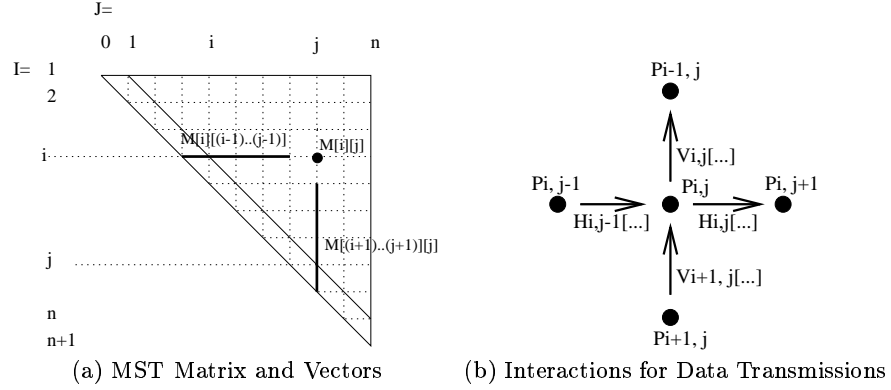 J=
0 1 i j n
I= 1
2
M[i][(i-1)..(j-1)]
M[i][j]
i
M[(i+1)..(j+1)][j]
j
n
n+1
(a) MST Matrix and Vectors
Pi-1, j
Vi,j[...]
Pi, j-1
Pi,j
Pi, j+1
Hi,j-1[...]
Hi,j[...]
Vi+1, j[...]
Pi+1, j
(b) Interactions for Data Transmissions